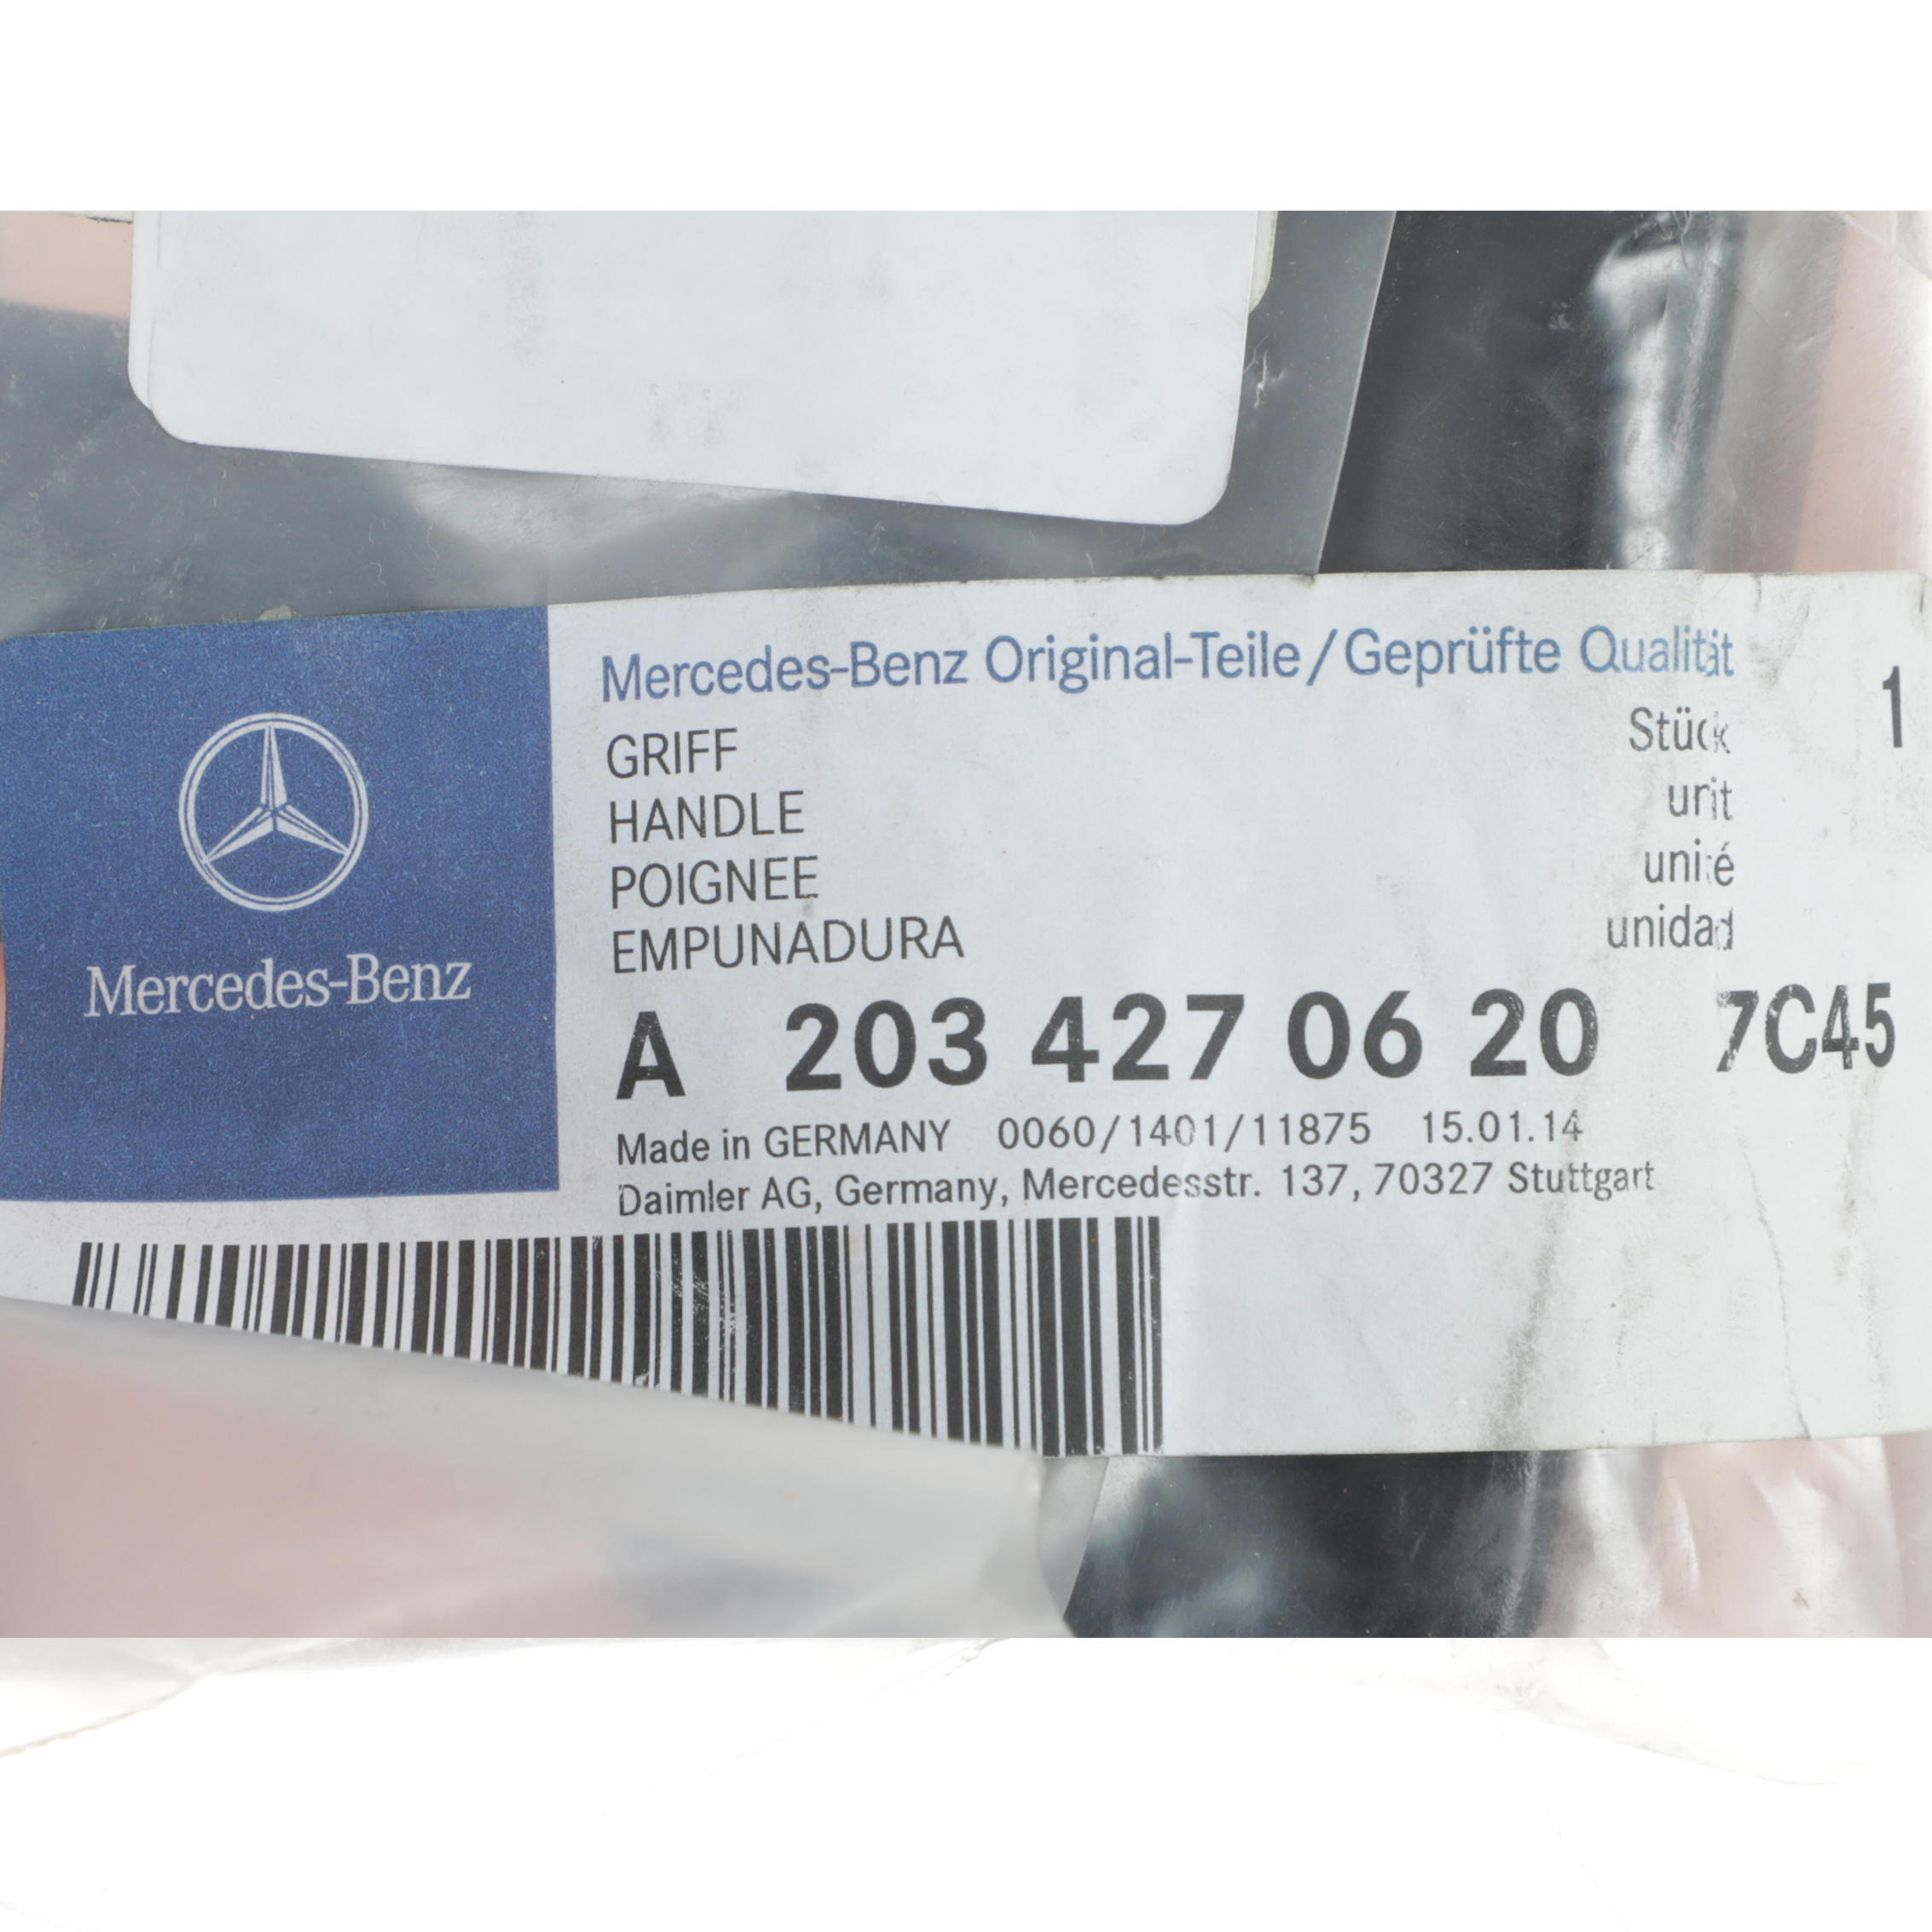 Mercedes-Benz Original-Teile/Geprüfte Qualität
GRIFF Stück 1
HANDLE unit
POIGNEE unité
EMPUNADURA unidad
Mercedes-Benz
A 203 427 06 20 7C45
Made in GERMANY 0060/1401/11875 15.01.14
Daimler AG, Germany, Mercedesstr. 137, 70327 Stuttgart